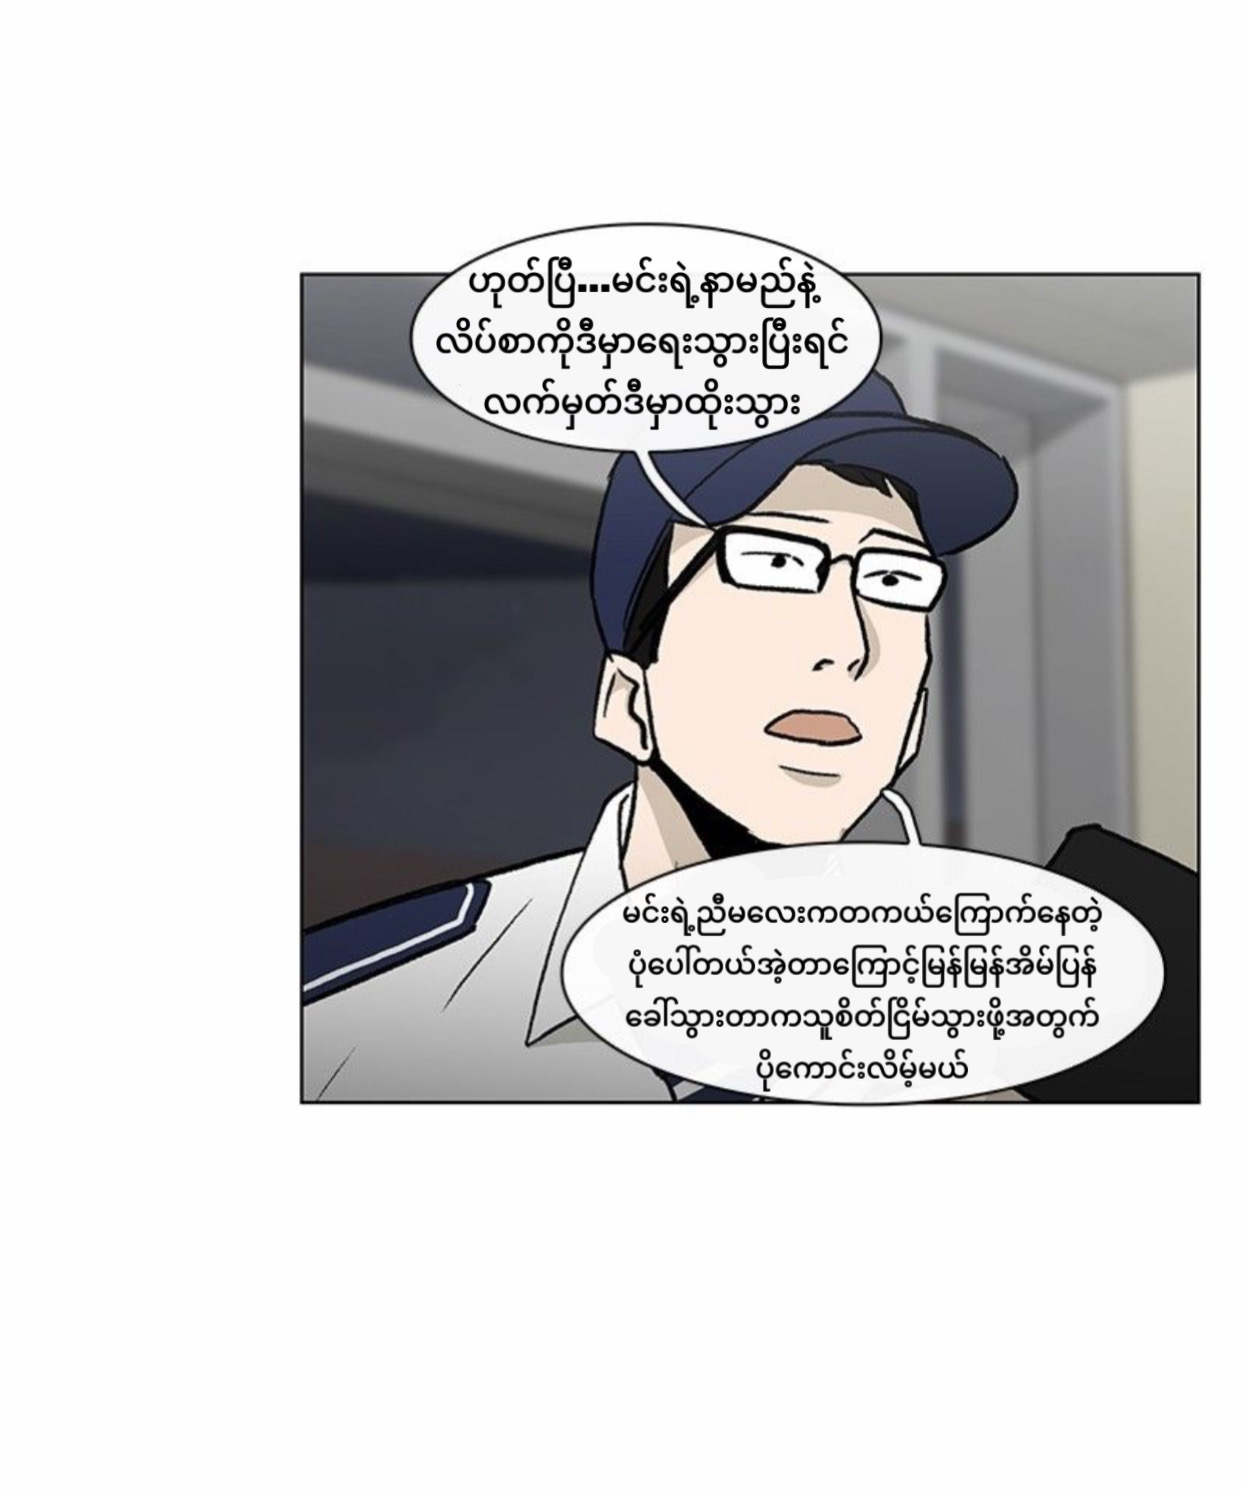 ဟုတ်ပြီ...မင်းရဲ့နာမည်နဲ့
လိပ်စာကိုဒီမှာရေးသွားပြီးရင်
လက်မှတ်ဒီမှာထိုးသွား
မင်းရဲ့ညီမလေးကတကယ်ကြောက်နေတဲ့
ပုံပေါ်တယ်အဲ့တာကြောင့်မြန်မြန်အိမ်ပြန်
ခေါ်သွားတာကသူစိတ်ငြိမ်သွားဖို့အတွက်
ပိုကောင်းလိမ့်မယ်